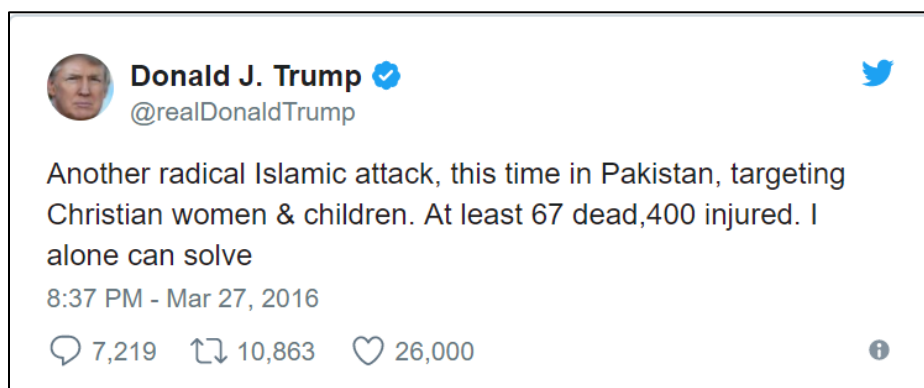 Donald J. Trump
@realDonaldTrump
Another radical Islamic attack, this time in Pakistan, targeting
Christian women & children. At least 67 dead,400 injured. I
alone can solve
8:37 PM - Mar 27, 2016
7,219 10,863 26,000